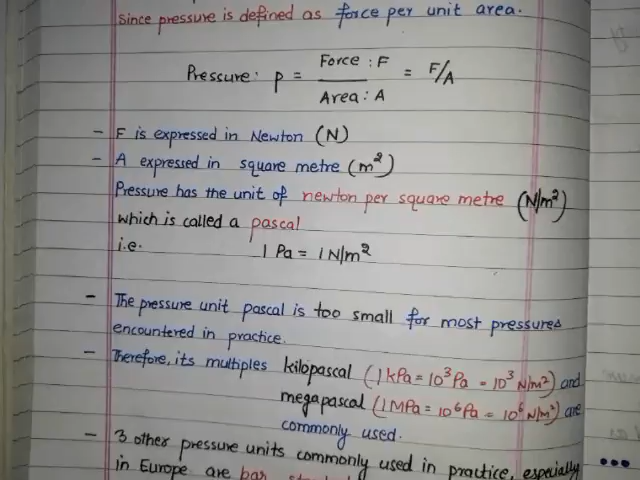 since pressure is defined as force per unit area.
Pressure: p = Force : F / Area : A = F/A
- F is expressed in Newton (N)
- A expressed in square metre (m²)
Pressure has the unit of newton per square metre (N/m²)
which is called a pascal
i.e. 1 Pa = 1 N/m²
- The pressure unit pascal is too small for most pressures
encountered in practice.
- Therefore, its multiples kilopascal (1 kPa = 10³ Pa = 10³ N/m²) and
megapascal (1 MPa = 10⁶ Pa = 10⁶ N/m²) are
commonly used.
- 3 other pressure units commonly used in practice, especially
in Europe are bar